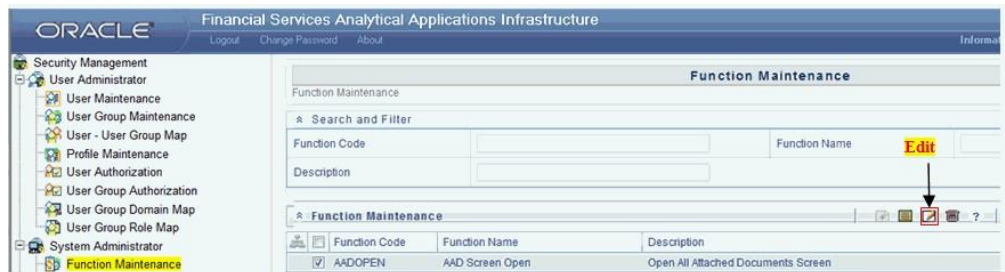 ORACLE
Financial Services Analytical Applications Infrastructure
Logout Change Password About
Security Management
User Administrator
User Maintenance
User Group Maintenance
User - User Group Map
Profile Maintenance
User Authorization
User Group Authorization
User Group Domain Map
User Group Role Map
System Administrator
Function Maintenance
Function Maintenance
Function Maintenance
Search and Filter
Function Code
Function Name
Edit
Description
Function Maintenance
?
Function Code Function Name Description
AADOPEN AAD Screen Open Open All Attached Documents Screen